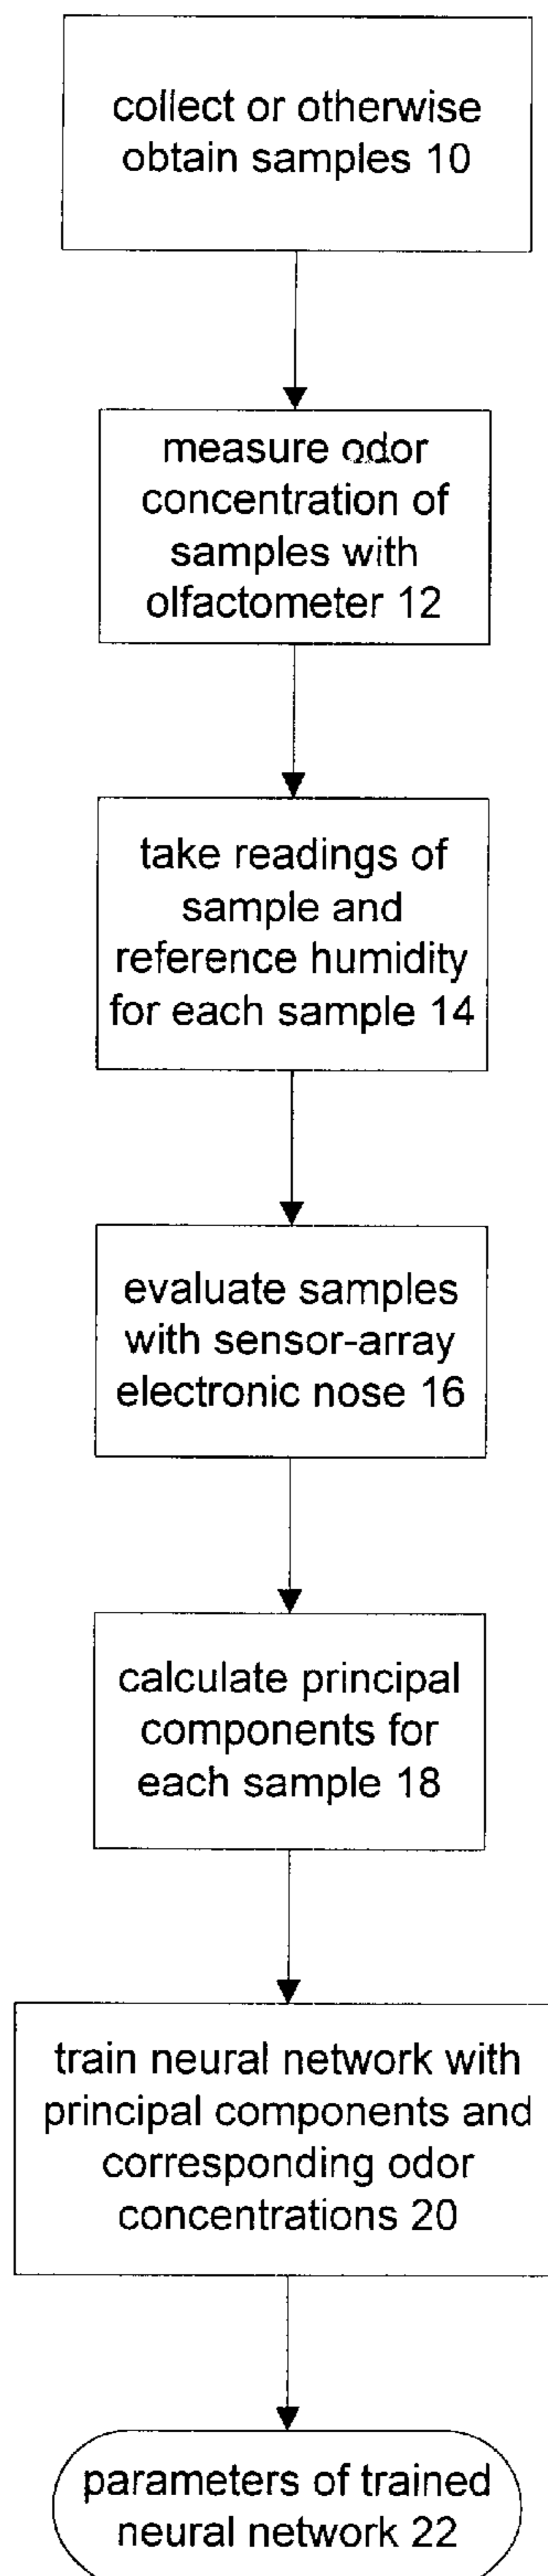 collect or otherwise
obtain samples 10
measure odor
concentration of
samples with
olfactometer 12
take readings of
sample and
reference humidity
for each sample 14
evaluate samples
with sensor-array
electronic nose 16
calculate principal
components for
each sample 18
train neural network with
principal components and
corresponding odor
concentrations 20
parameters of trained
neural network 22